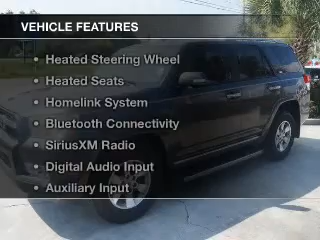 VEHICLE FEATURES
• Heated Steering Wheel
• Heated Seats
• Homelink System
• Bluetooth Connectivity
• SiriusXM Radio
• Digital Audio Input
• Auxiliary Input